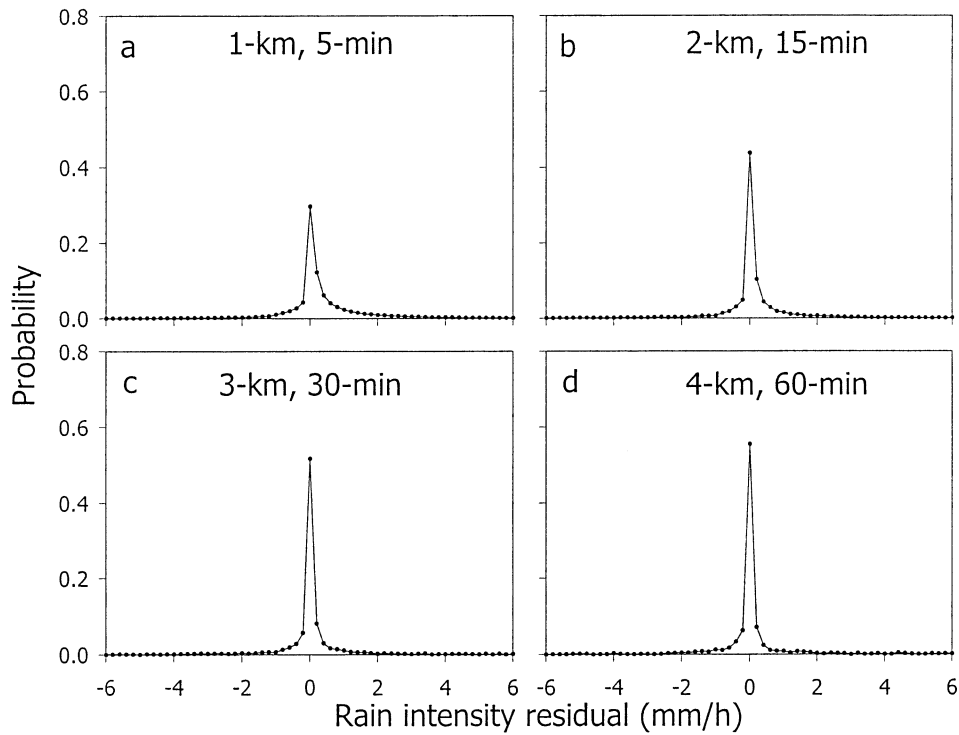 a 1-km, 5-min
b 2-km, 15-min
0.8
0.6
0.4
0.2
0.0
c 3-km, 30-min
d 4-km, 60-min
0.8
0.6
0.4
0.2
0.0
Probability
-6 -4 -2 0 2 4 6
-6 -4 -2 0 2 4 6
Rain intensity residual (mm/h)